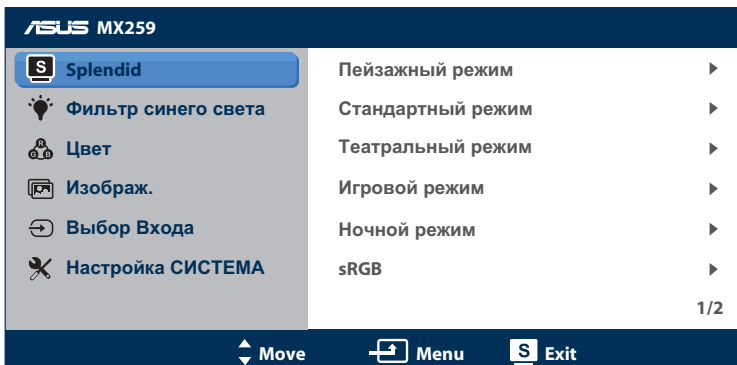 ASUS MX259
S Splendid
Фильтр синего света
Цвет
Изображ.
Выбор Входа
Настройка СИСТЕМА
Пейзажный режим
Стандартный режим
Театральный режим
Игровой режим
Ночной режим
sRGB
1/2
Move Menu S Exit